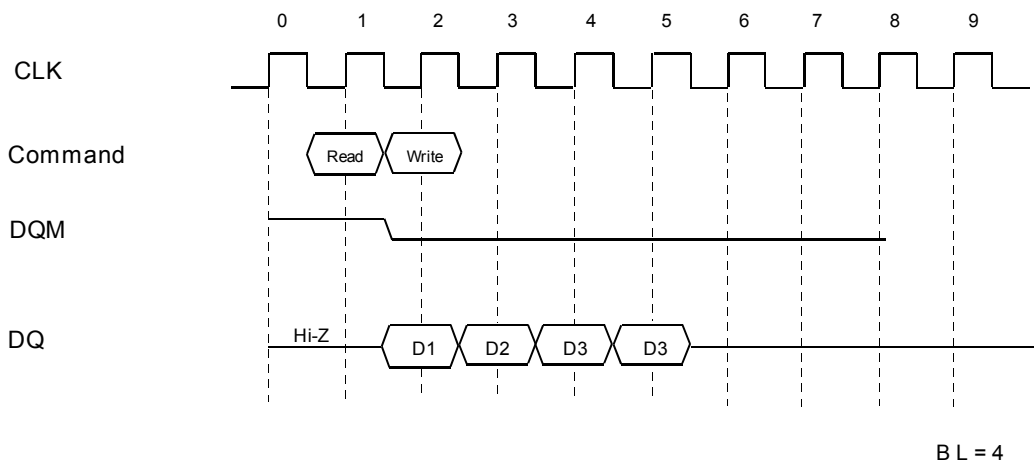 0 1 2 3 4 5 6 7 8 9
CLK
Command Read Write
DQM
DQ Hi-Z D1 D2 D3 D3
B L = 4